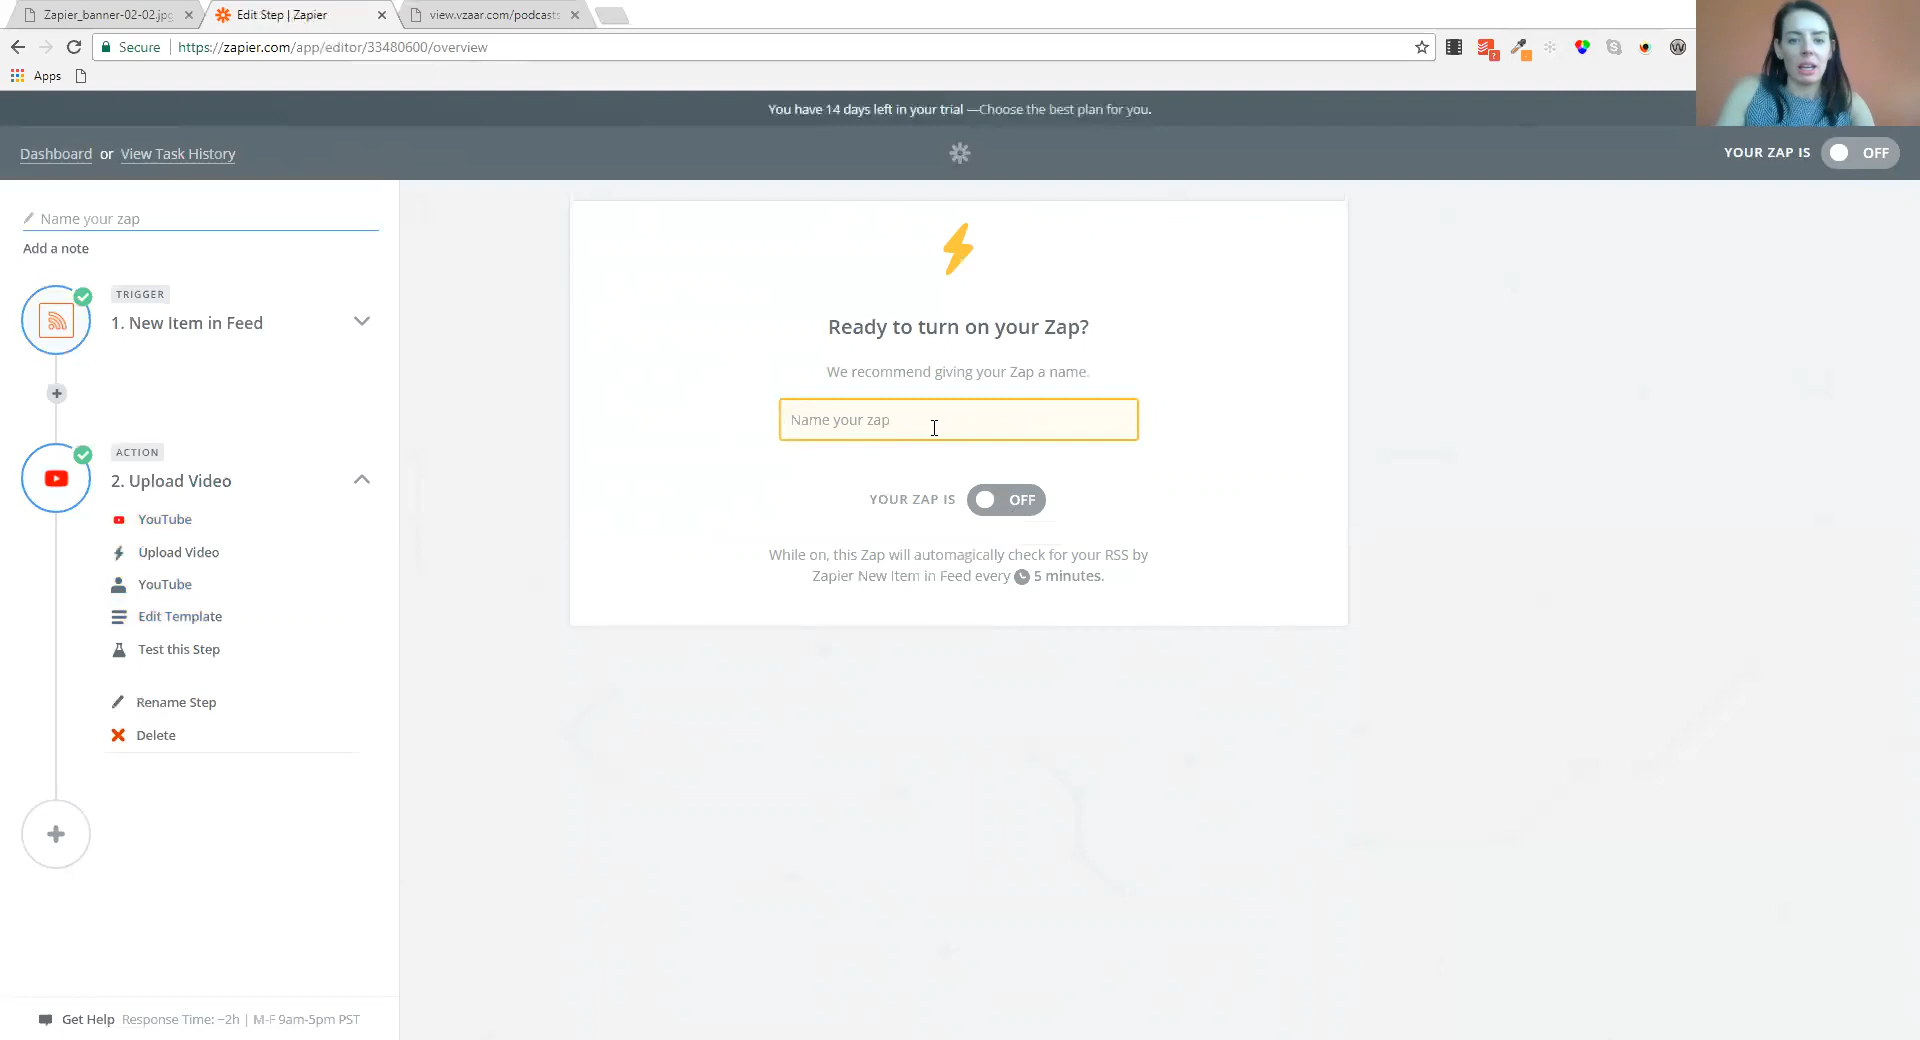 Zapier_banner-02-02.jpg
Edit Step | Zapier
view.vzaar.com/podcasts
Secure
https://zapier.com/app/editor/33480600/overview
Apps
You have 14 days left in your trial —Choose the best plan for you.
Dashboard or View Task History
YOUR ZAP IS OFF
Name your zap
Add a note
TRIGGER
1. New Item in Feed
ACTION
2. Upload Video
YouTube
Upload Video
YouTube
Edit Template
Test this Step
Rename Step
Delete
Get Help Response Time: ~2h | M-F 9am-5pm PST
Ready to turn on your Zap?
We recommend giving your Zap a name.
Name your zap
YOUR ZAP IS OFF
While on, this Zap will automagically check for your RSS by
Zapier New Item in Feed every 5 minutes.